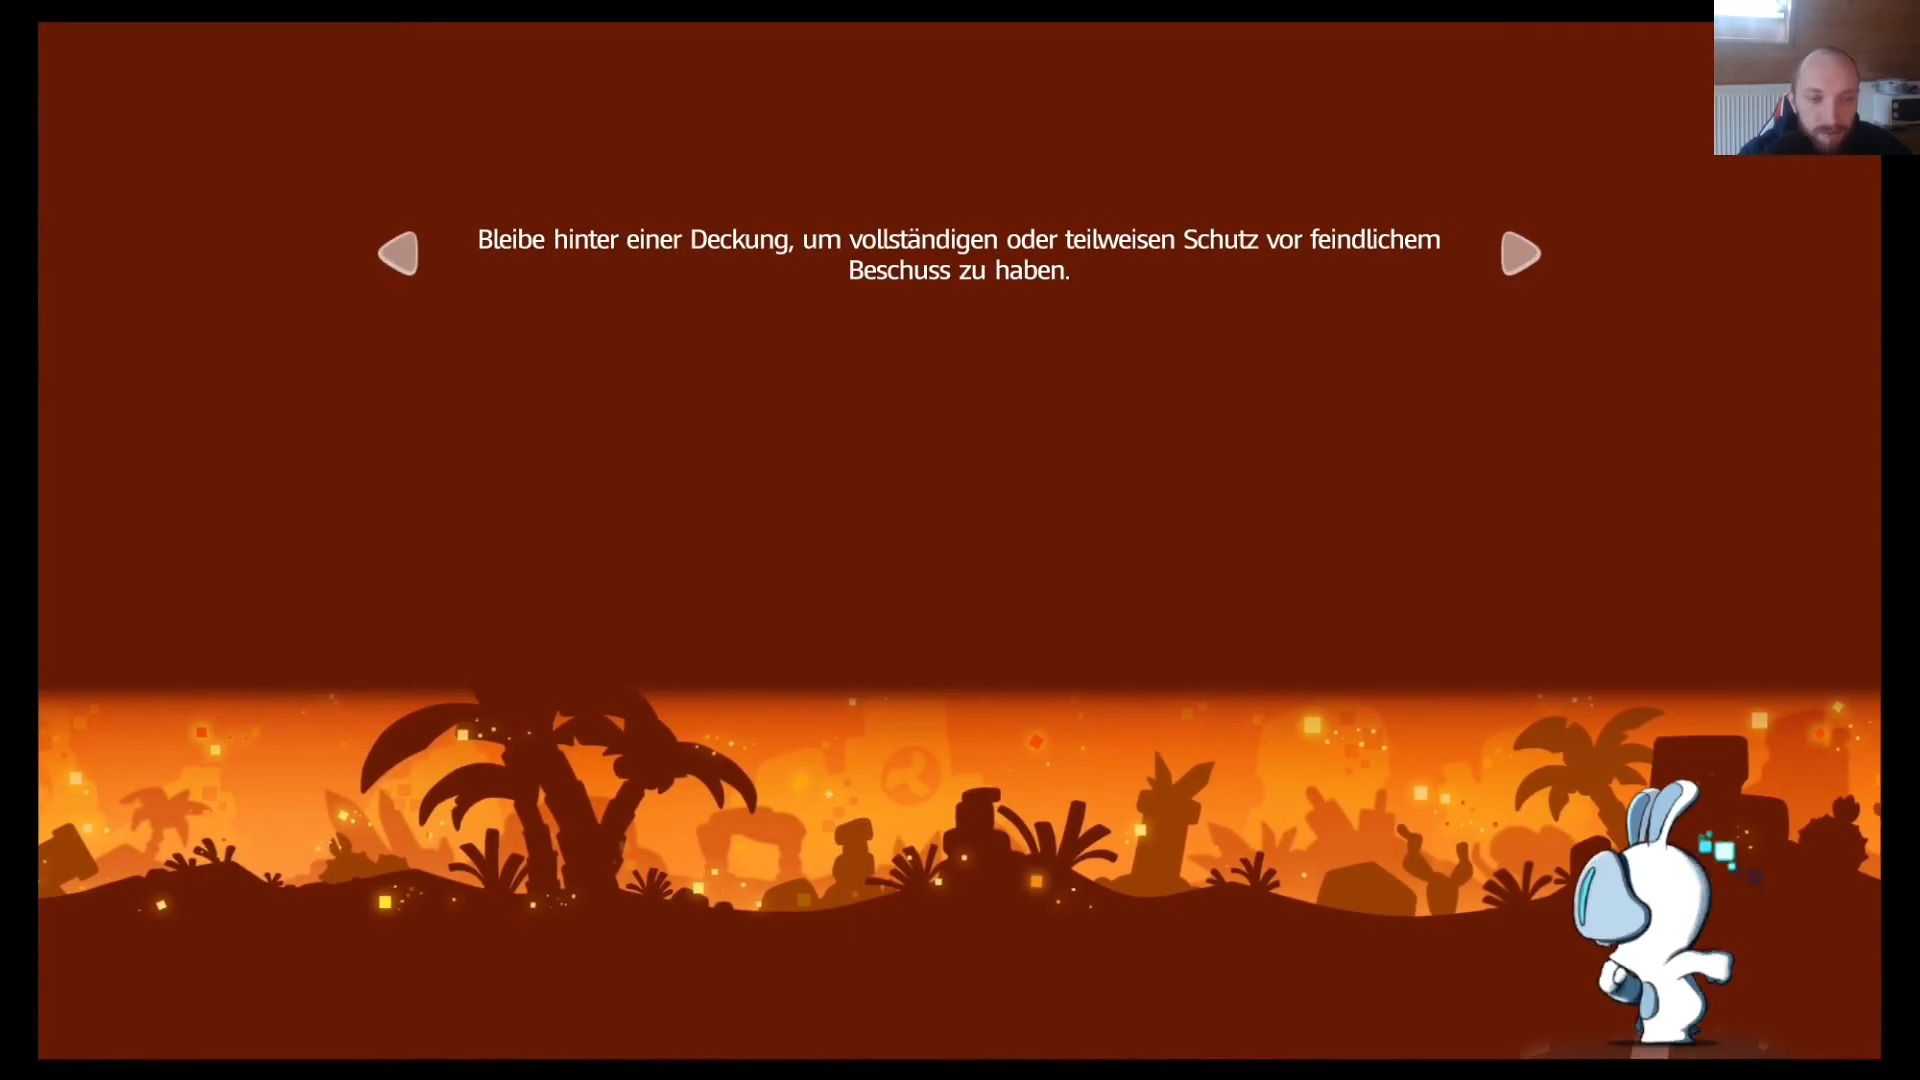 Bleibe hinter einer Deckung, um vollständigen oder teilweisen Schutz vor feindlichem
Beschuss zu haben.